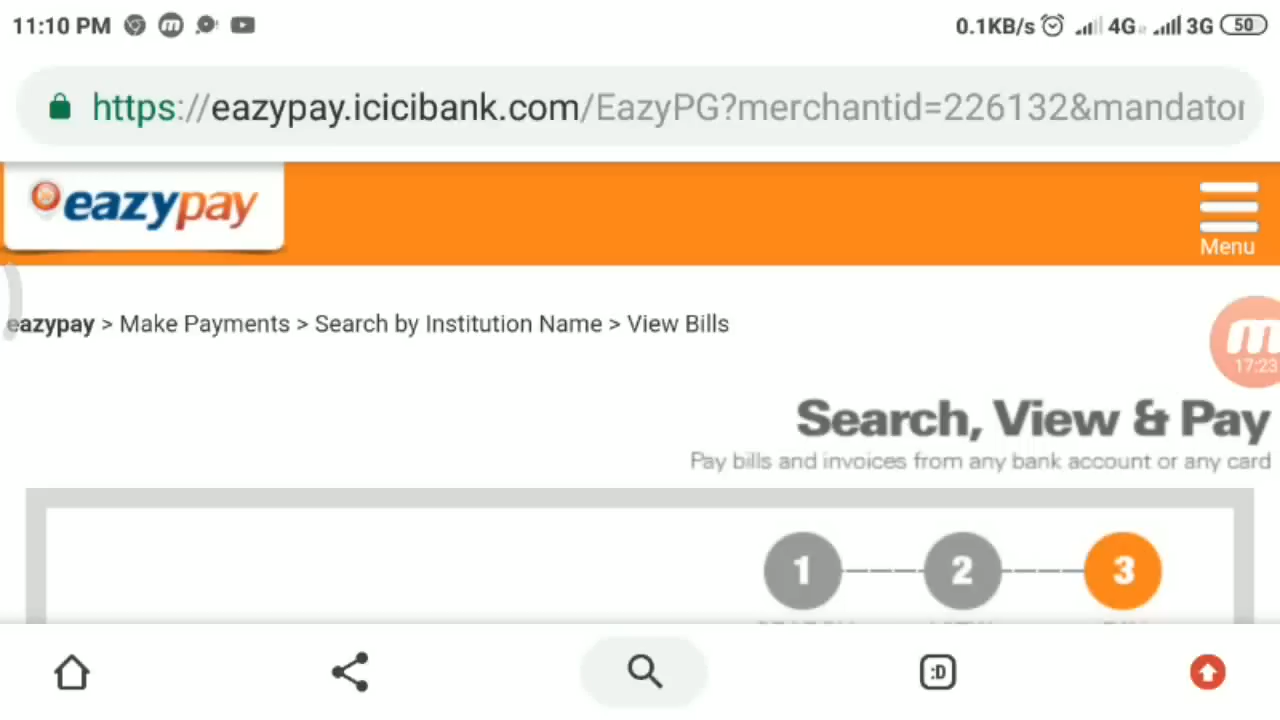 11:10 PM 0.1KB/s 4G 3G 50
https://eazypay.icicibank.com/EazyPG?merchantid=226132&mandator
eazypay
Menu
eazypay > Make Payments > Search by Institution Name > View Bills
m
17:23
Search, View & Pay
Pay bills and invoices from any bank account or any card
1 2 3
:D